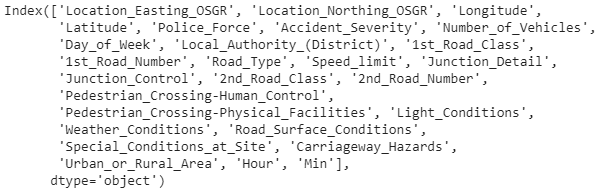 Index(['Location_Easting_OSGR', 'Location_Northing_OSGR', 'Longitude',
'Latitude', 'Police_Force', 'Accident_Severity', 'Number_of_Vehicles',
'Day_of_Week', 'Local_Authority_(District)', '1st_Road_Class',
'1st_Road_Number', 'Road_Type', 'Speed_limit', 'Junction_Detail',
'Junction_Control', '2nd_Road_Class', '2nd_Road_Number',
'Pedestrian_Crossing-Human_Control',
'Pedestrian_Crossing-Physical_Facilities', 'Light_Conditions',
'Weather_Conditions', 'Road_Surface_Conditions',
'Special_Conditions_at_Site', 'Carriageway_Hazards',
'Urban_or_Rural_Area', 'Hour', 'Min'],
dtype='object')